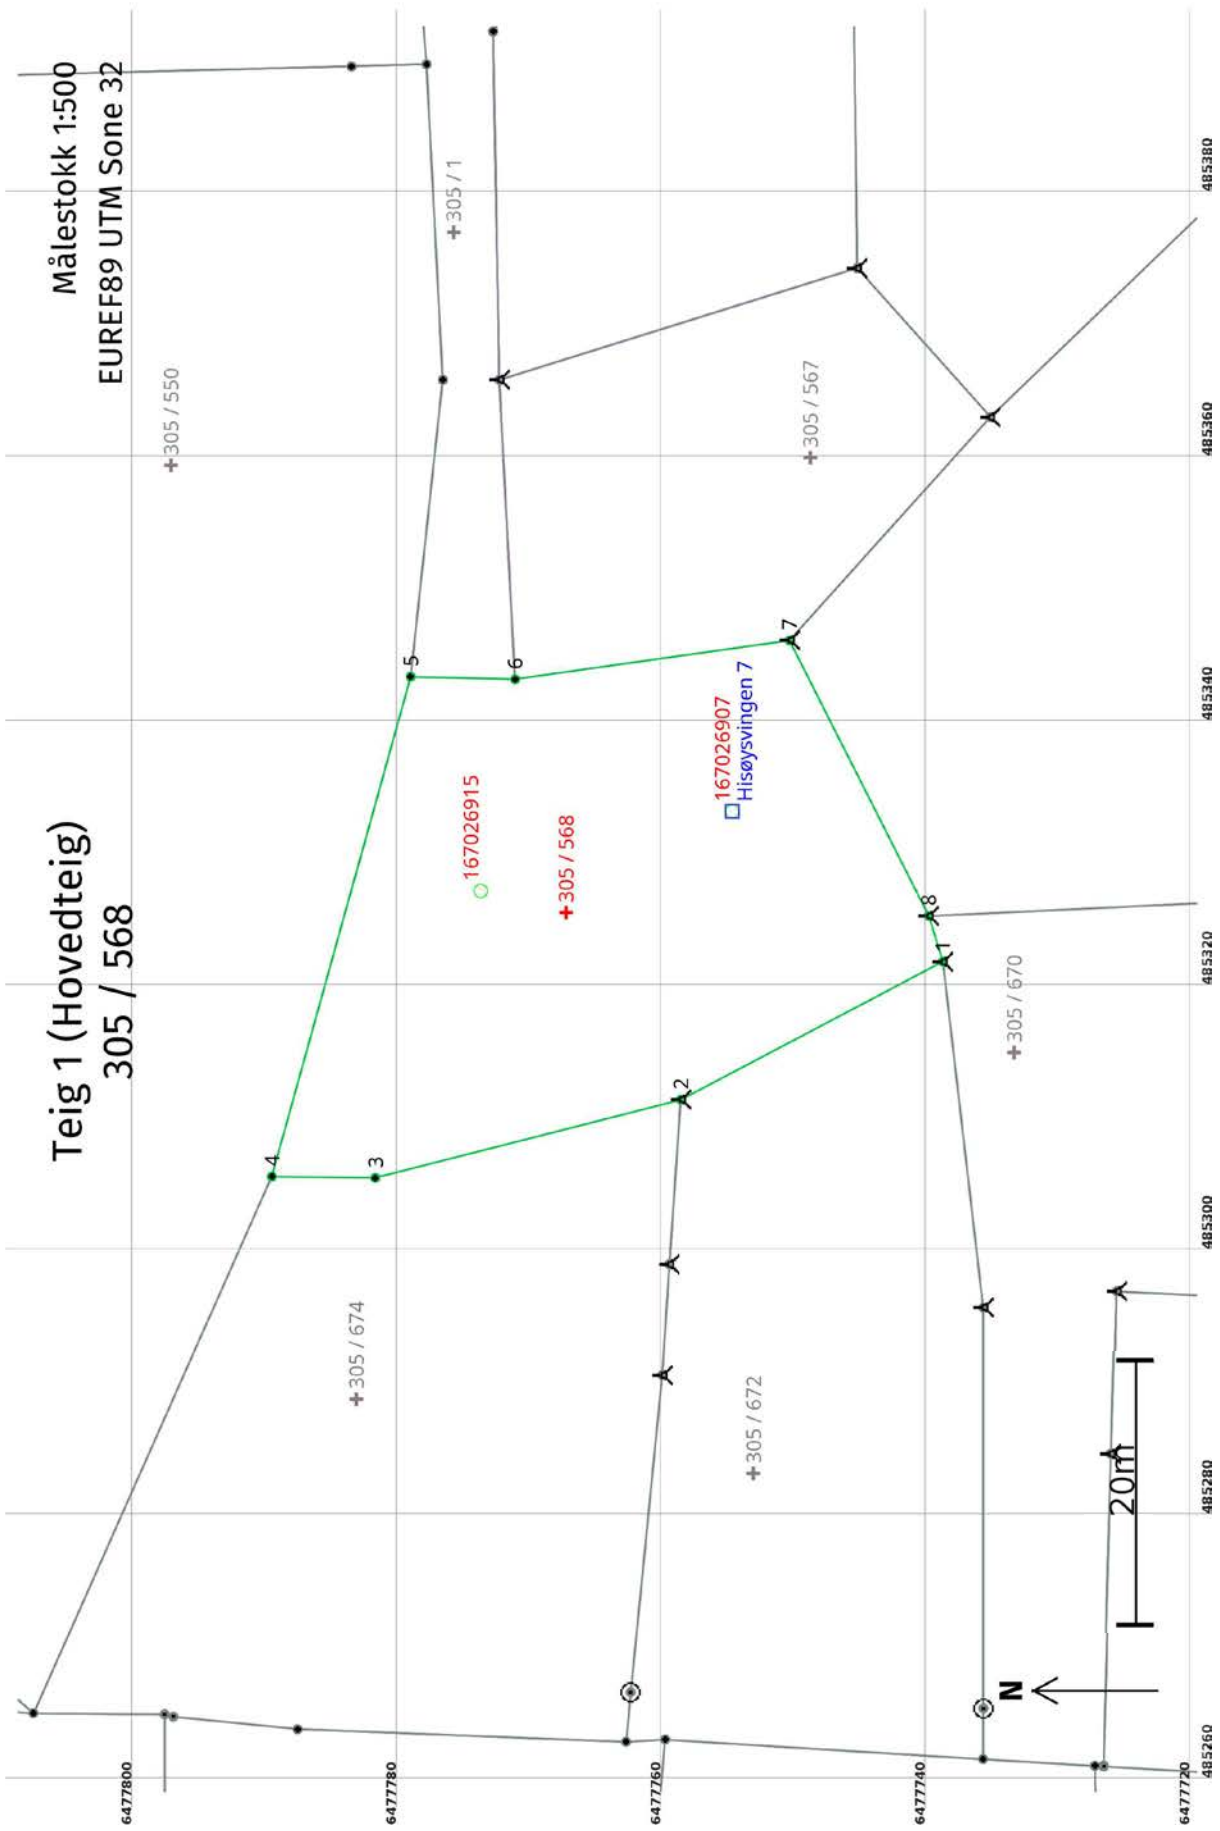 Teig 1 (Hovedteig)
305 / 568
Målestokk 1:500
EUREF89 UTM Sone 32
305 / 550
305 / 1
305 / 674
4
3
5
6
167026915
305 / 568
305 / 567
167026907
Hisøysvingen 7
7
2
8
1
305 / 672
305 / 670
N
20m
6477800
6477780
6477760
6477740
6477720
485260
485280
485300
485320
485340
485360
485380